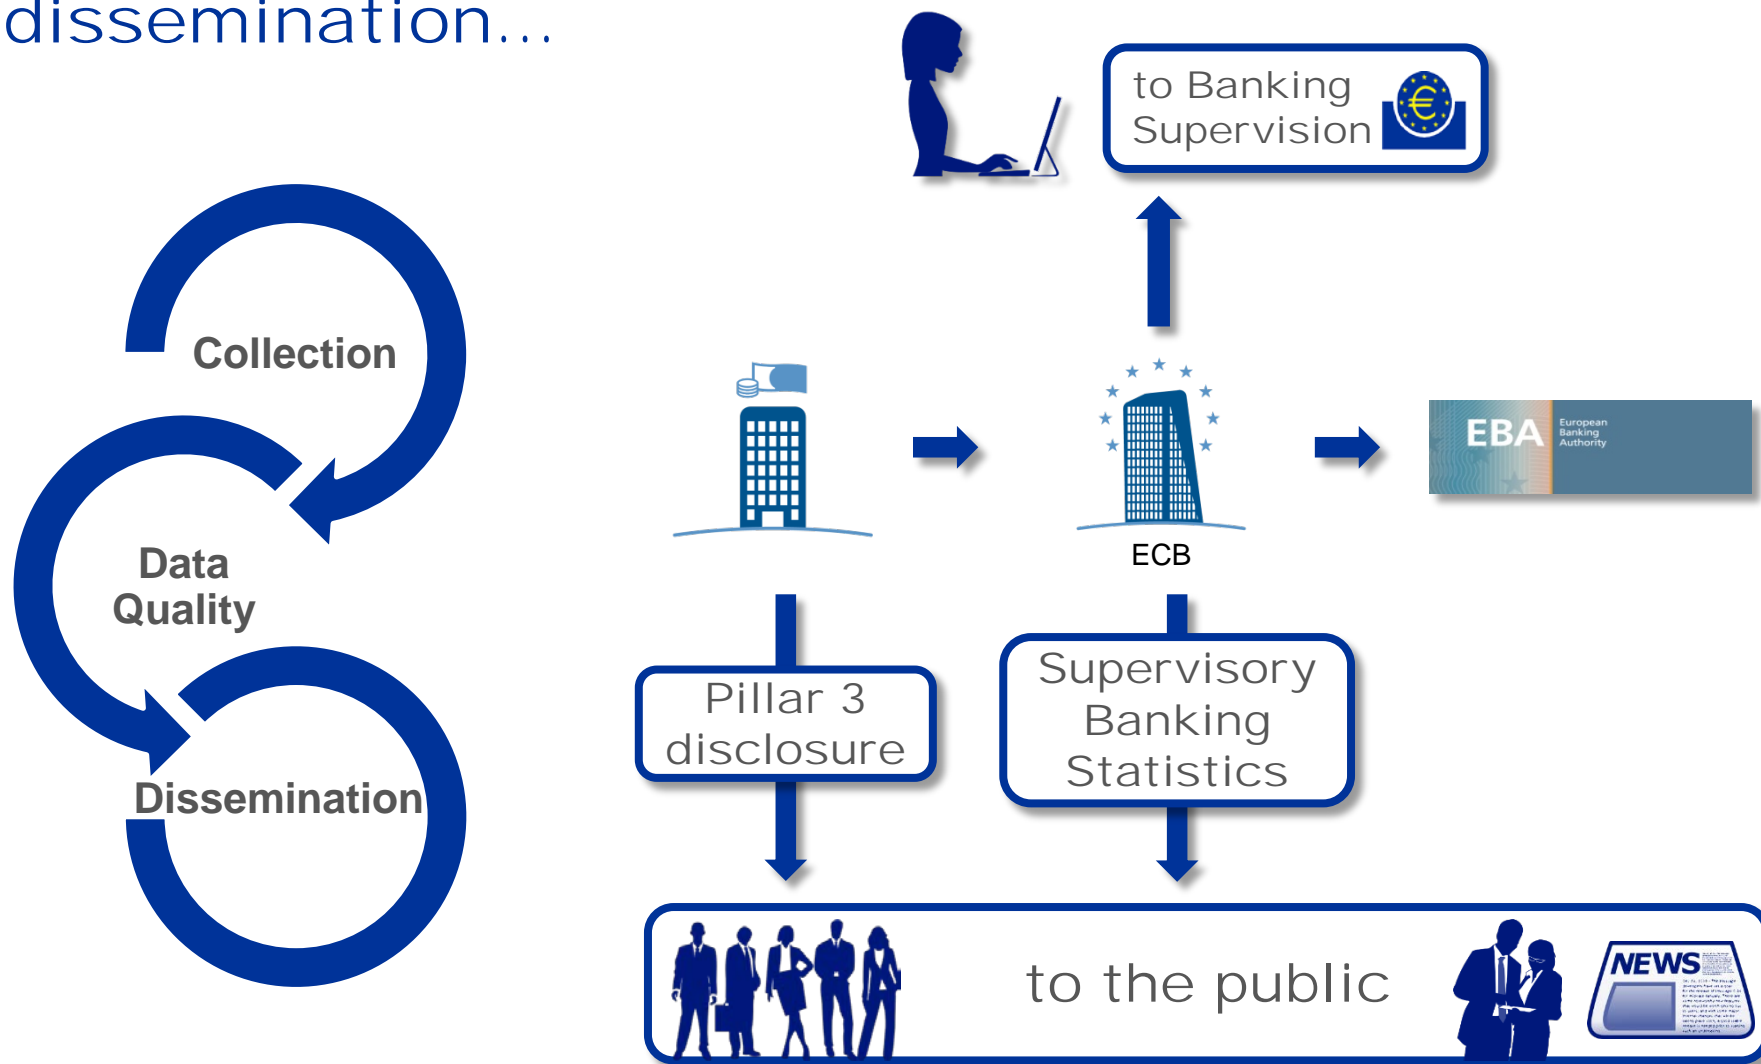 dissemination...
to Banking
Supervision
Collection
EBA
European
Banking
Authority
ECB
Data
Quality
Supervisory
Banking
Statistics
Pillar 3
disclosure
Dissemination
to the public
NEWS